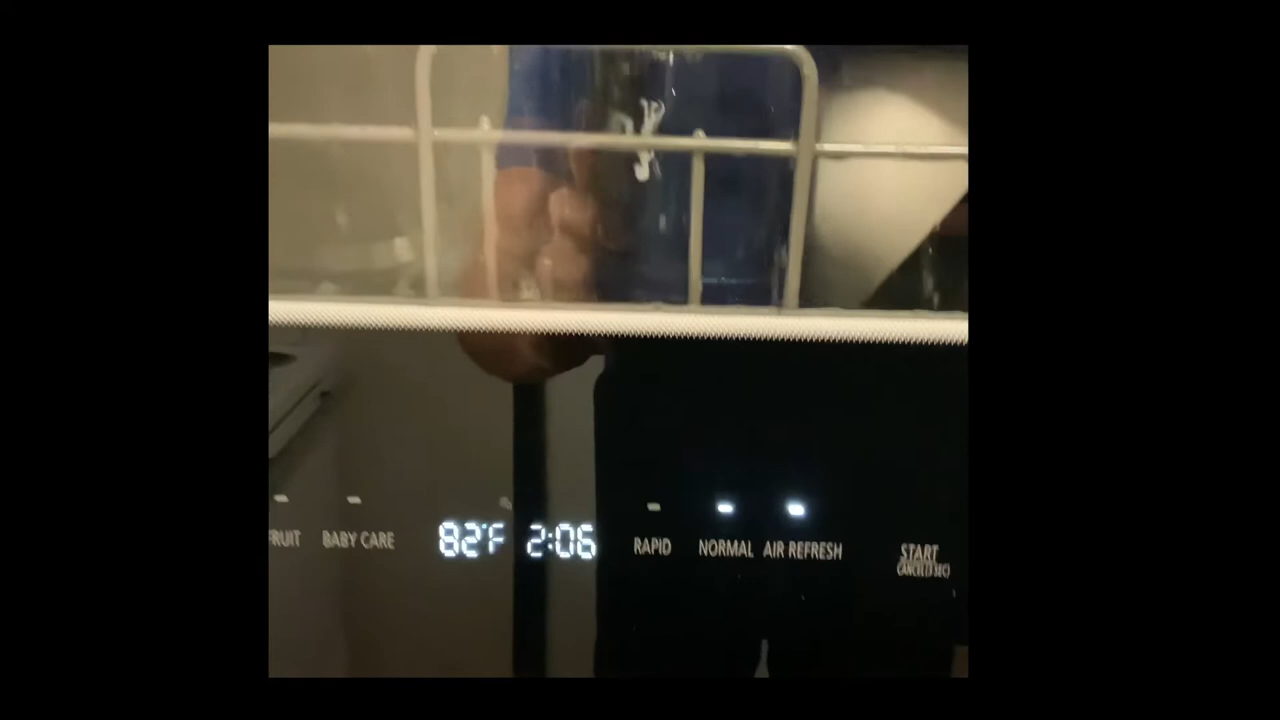 FRUIT BABY CARE 82°F 2:06 RAPID NORMAL AIR REFRESH START
CANCEL(3 SEC)